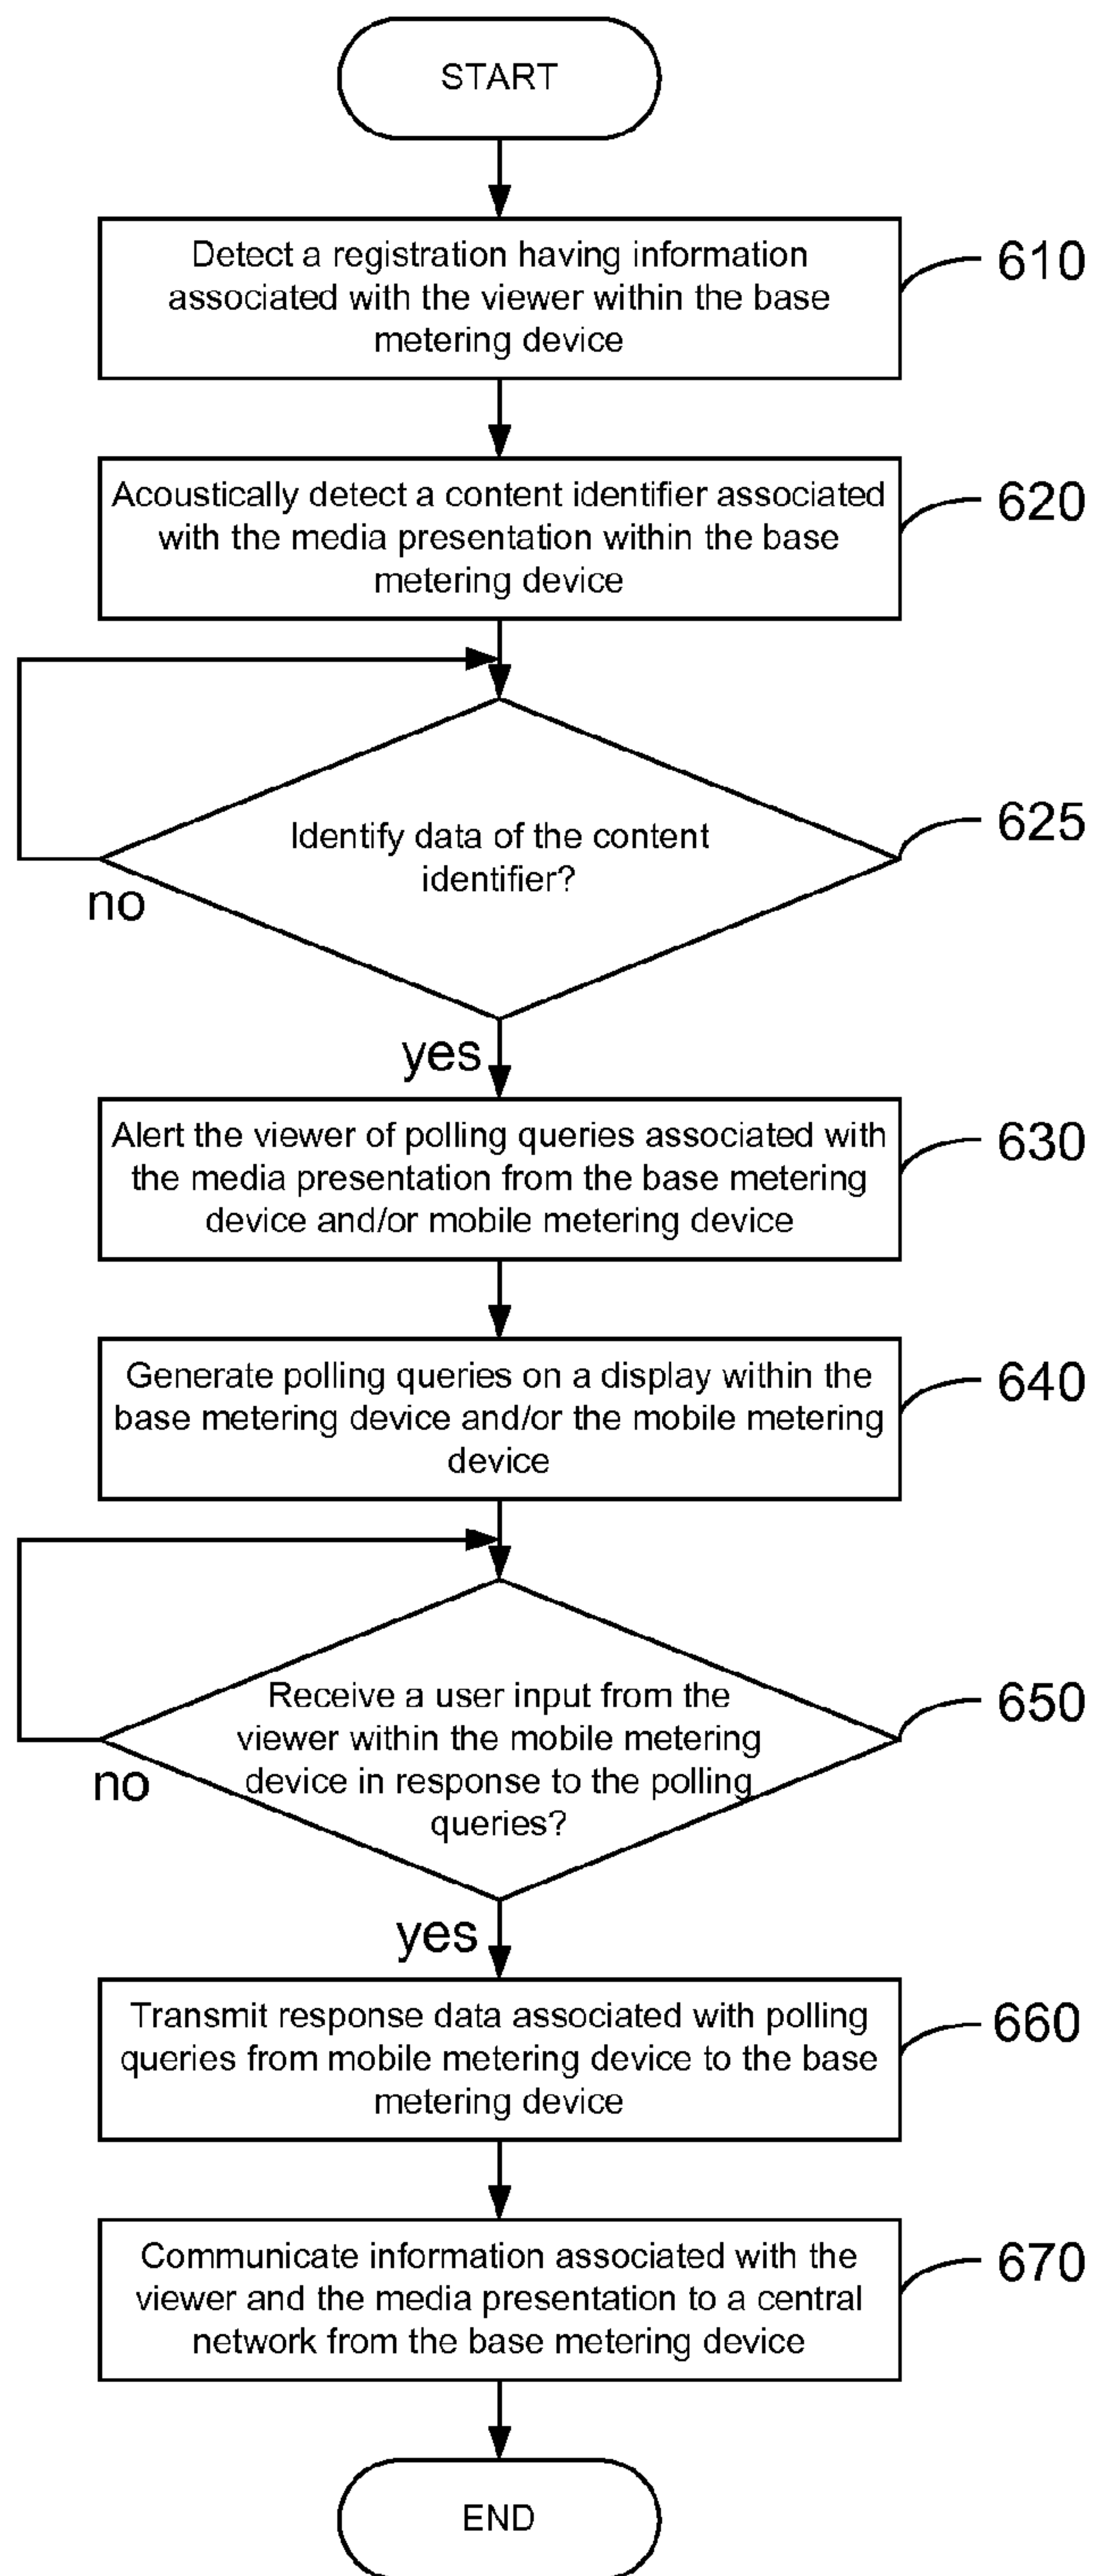 START
Detect a registration having information
associated with the viewer within the base
metering device
610
Acoustically detect a content identifier associated
with the media presentation within the base
metering device
620
Identify data of the content
identifier?
625
no
yes
Alert the viewer of polling queries associated with
the media presentation from the base metering
device and/or mobile metering device
630
Generate polling queries on a display within the
base metering device and/or the mobile metering
device
640
Receive a user input from the
viewer within the mobile metering
device in response to the polling
queries?
650
no
yes
Transmit response data associated with polling
queries from mobile metering device to the base
metering device
660
Communicate information associated with the
viewer and the media presentation to a central
network from the base metering device
670
END